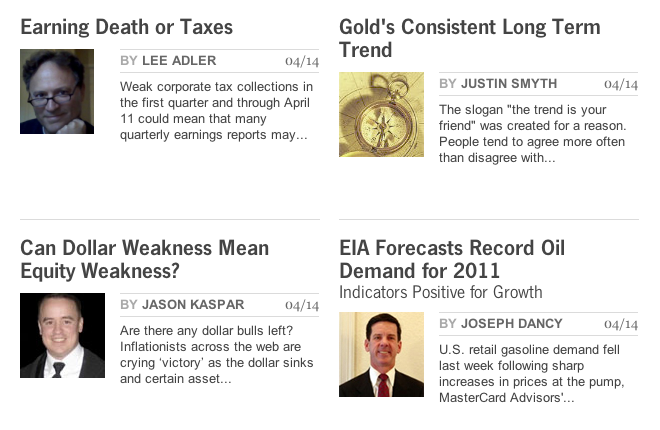 Earning Death or Taxes
BY LEE ADLER 04/14
Weak corporate tax collections in
the first quarter and through April
11 could mean that many
quarterly earnings reports may...
Gold's Consistent Long Term
Trend
BY JUSTIN SMYTH 04/14
The slogan "the trend is your
friend" was created for a reason.
People tend to agree more often
than disagree with...
Can Dollar Weakness Mean
Equity Weakness?
BY JASON KASPAR 04/14
Are there any dollar bulls left?
Inflationists across the web are
crying ‘victory’ as the dollar sinks
and certain asset...
EIA Forecasts Record Oil
Demand for 2011
Indicators Positive for Growth
BY JOSEPH DANCY 04/14
U.S. retail gasoline demand fell
last week following sharp
increases in prices at the pump,
MasterCard Advisors'...